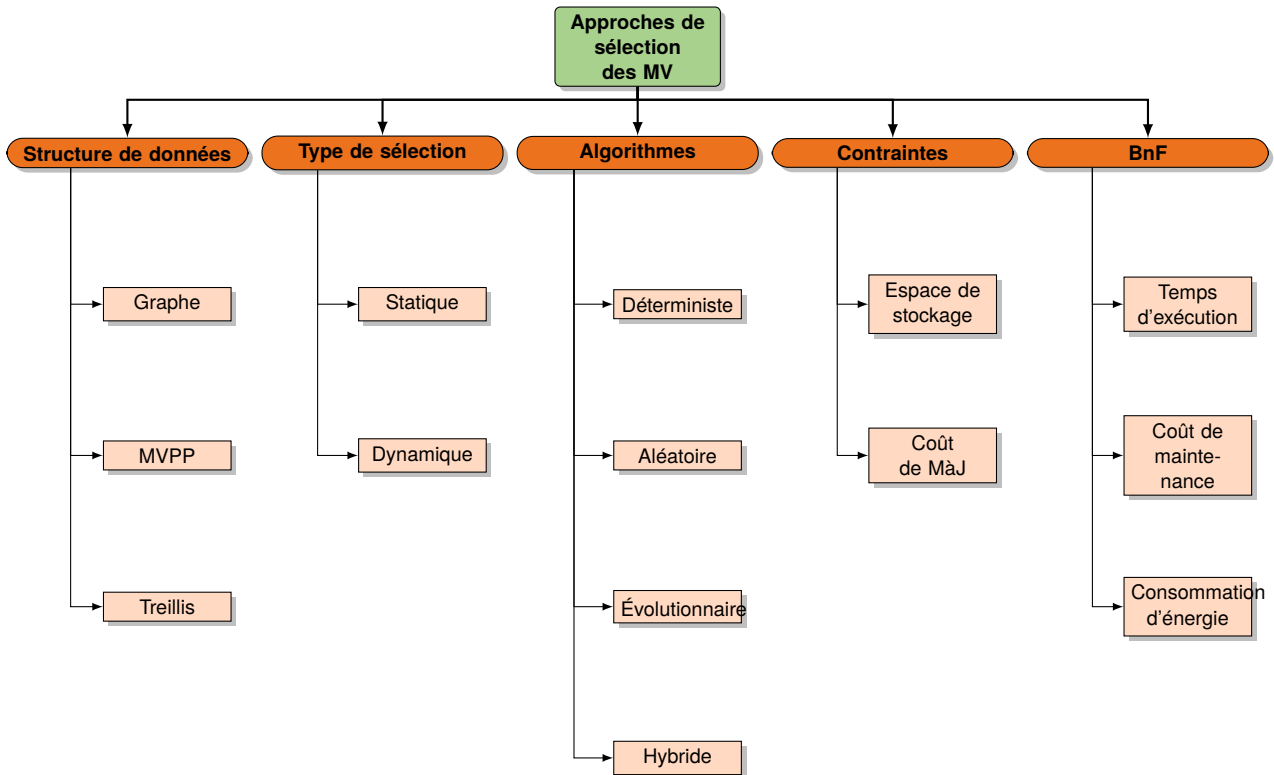 Approches de
sélection
des MV
Structure de données
Type de sélection
Algorithmes
Contraintes
BnF
Graphe
MVPP
Treillis
Statique
Dynamique
Déterministe
Aléatoire
Évolutionnaire
Hybride
Espace de
stockage
Coût
de MàJ
Temps
d'exécution
Coût de
mainte-
nance
Consommation
d'énergie